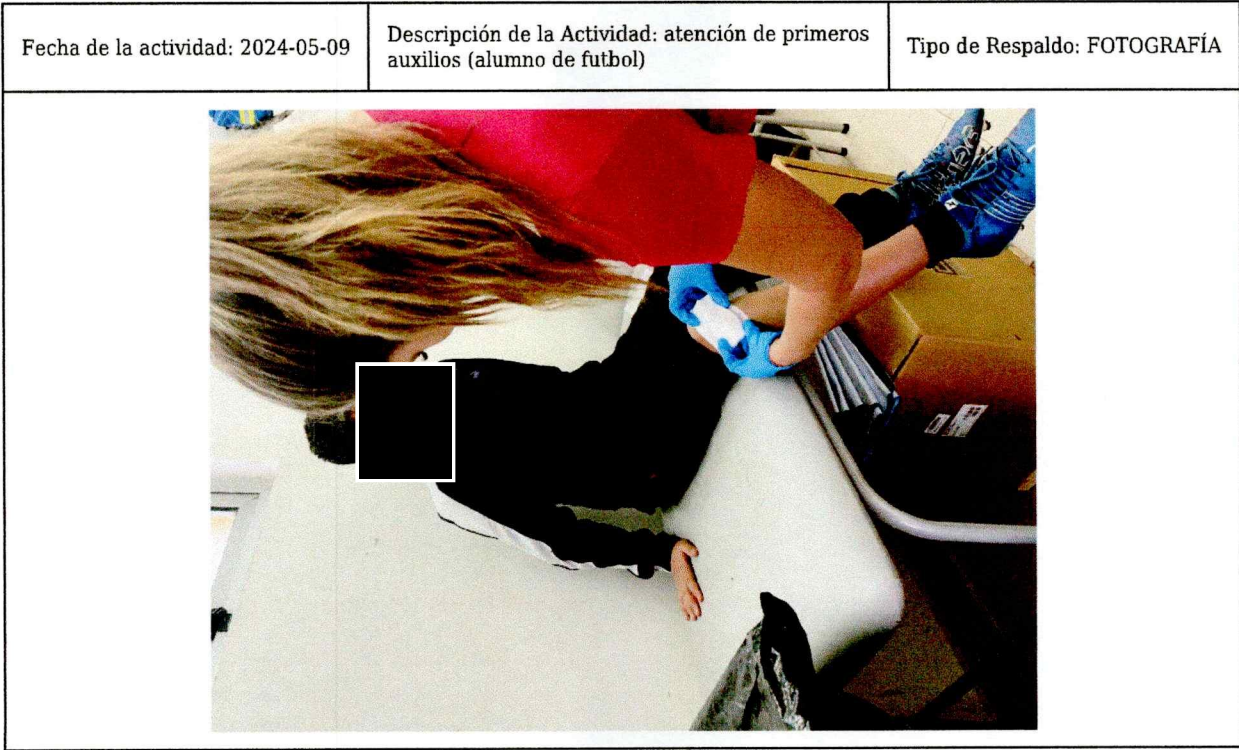 Fecha de la actividad: 2024-05-09
Descripción de la Actividad: atención de primeros
auxilios (alumno de futbol)
Tipo de Respaldo: FOTOGRAFÍA